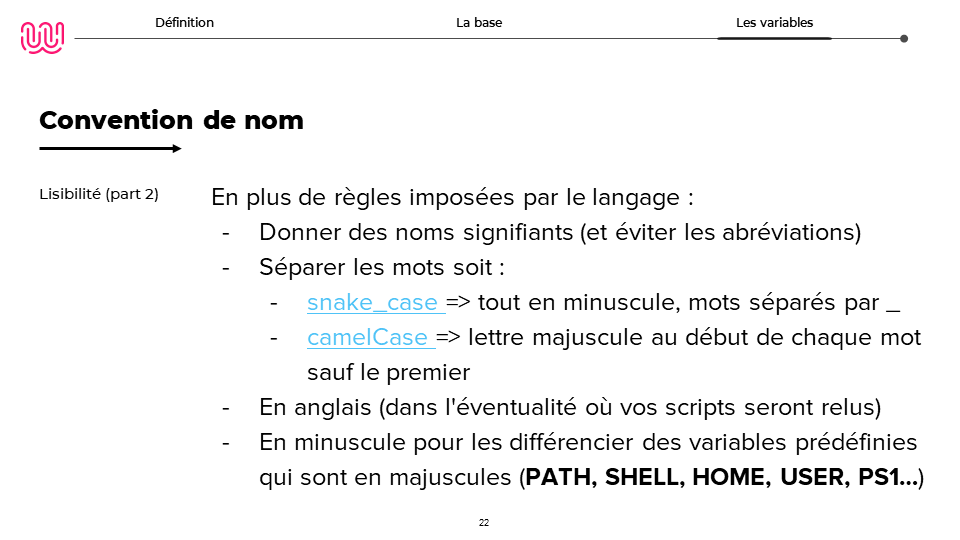 Définition
La base
Les variables
Convention de nom
Lisibilité (part 2)
En plus de règles imposées par le langage :
- Donner des noms signifiants (et éviter les abréviations)
- Séparer les mots soit :
- snake_case => tout en minuscule, mots séparés par _
- camelCase => lettre majuscule au début de chaque mot
sauf le premier
- En anglais (dans l'éventualité où vos scripts seront relus)
- En minuscule pour les différencier des variables prédéfinies
qui sont en majuscules (PATH, SHELL, HOME, USER, PS1...)
22